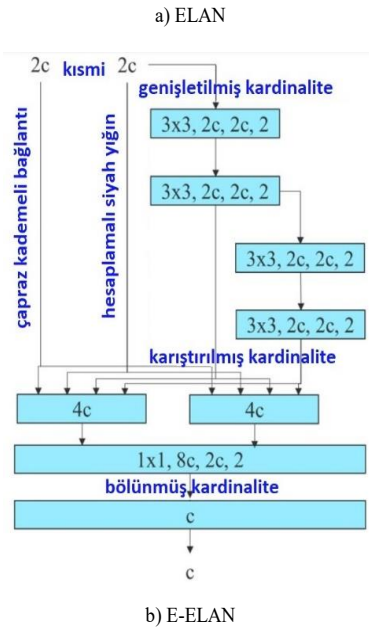 a) ELAN
2c kısmi 2c
genişletilmiş kardinalite
3x3, 2c, 2c, 2
3x3, 2c, 2c, 2
çapraz kademeli bağlantı
hesaplamalı siyah yığın
3x3, 2c, 2c, 2
3x3, 2c, 2c, 2
karıştırılmış kardinalite
4c 4c
1x1, 8c, 2c, 2
bölünmüş kardinalite
c
c
b) E-ELAN